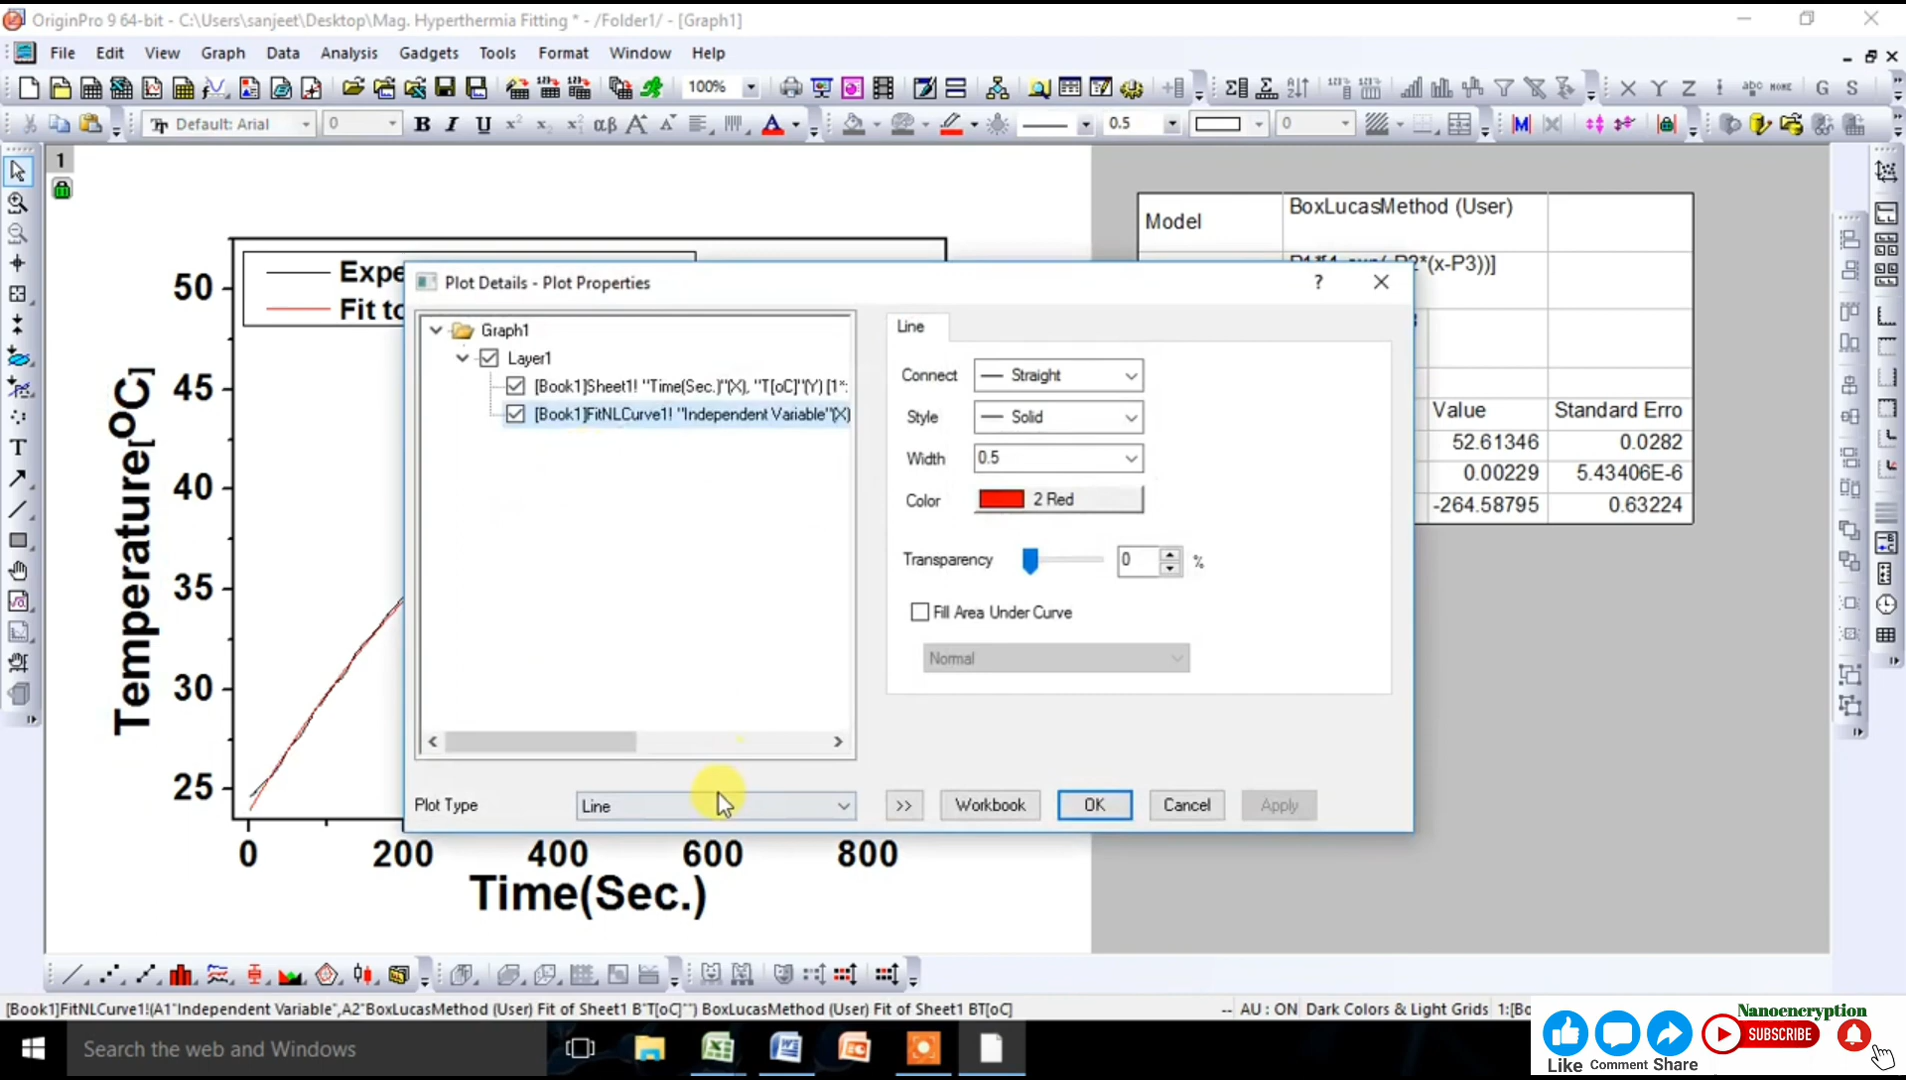 OriginPro 9 64-bit - C:\Users\sanjeet\Desktop\Mag. Hyperthermia Fitting * - /Folder1/ - [Graph1]
File Edit View Graph Data Analysis Gadgets Tools Format Window Help
100%
Default: Arial 0 B I U 0.5 0
1
Model BoxLucasMethod (User)
50
45
40
35
30
25
Temperature[oC]
Expe
Fit to
0 200 400 600 800
Time(Sec.)
Value Standard Erro
52.61346 0.0282
0.00229 5.43406E-6
-264.58795 0.63224
Plot Details - Plot Properties
Graph1
Layer1
[Book1]Sheet1! "Time(Sec.)"(X), "T[oC]"(Y) [1*:
[Book1]FitNLCurve1! "Independent Variable"(X)
Line
Connect Straight
Style Solid
Width 0.5
Color 2 Red
Transparency 0 %
Fill Area Under Curve
Normal
Plot Type Line >> Workbook OK Cancel Apply
[Book1]FitNLCurve1!(A1"Independent Variable",A2"BoxLucasMethod (User) Fit of Sheet1 B"T[oC]"") BoxLucasMethod (User) Fit of Sheet1 BT[oC]
-- AU : ON Dark Colors & Light Grids 1:[Bo
Nanoencryption
Like Comment Share SUBSCRIBE
Search the web and Windows